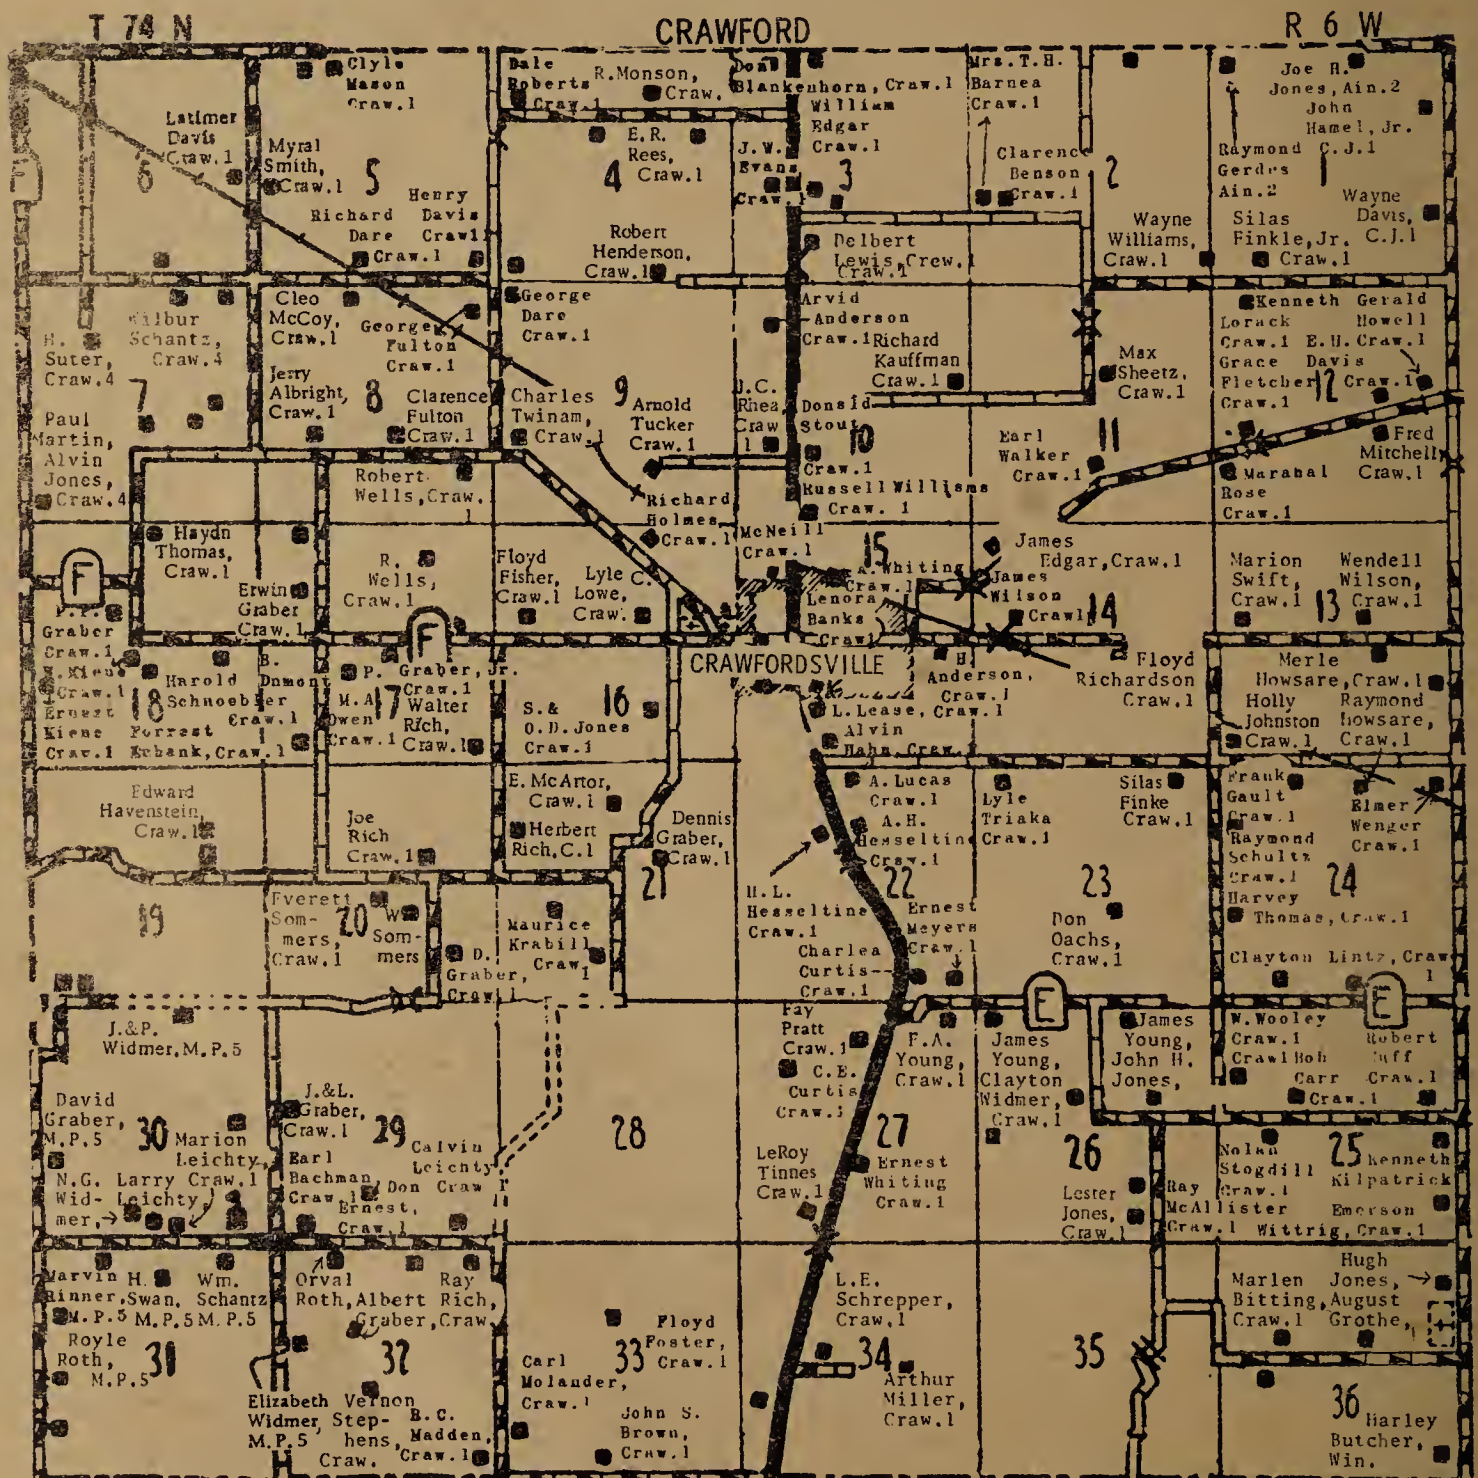 T 74 N
CRAWFORD
R 6 W
Clyle
Mason
Craw.1
Latimer
Davis
Craw.1
6
Myral
Smith,
Craw.1
5
Henry
Davis
Craw1
Richard
Dare
Craw.1
Dale
Roberts
Craw.1
R.Monson,
Craw.
E.R.
Rees,
Craw.1
4
Robert
Henderson,
Craw.1
Don
Blankenhorn, Craw.1
William
Edgar
Craw.1
J.W.
Evans
Craw.1
3
Mrs.T.H.
Barnea
Craw.1
Clarence
Benson
Craw.1
2
Delbert
Lewis, Crew.1
Craw.1
Wayne
Williams,
Craw.1
Joe H.
Jones, Ain.2
John
Hamel, Jr.
C.J.1
Raymond
Gerdes
Ain.2
Wayne
Davis,
C.J.1
Silas
Finkle, Jr.
Craw.1
H.
Suter,
Craw.4
Wilbur
Schantz,
Craw.4
7
Paul
Martin,
Alvin
Jones,
Craw.4
Cleo
McCoy,
Craw.1
George
Fulton
Craw.1
Jerry
Albright,
Craw.1
8
Clarence
Fulton
Craw.1
Robert
Wells, Craw.
1
George
Dare
Craw.1
Charles
Twinam,
Craw.1
9
Arnold
Tucker
Craw.1
Richard
Holmes
Craw.1
Arvid
Anderson
Craw.1
Richard
Kauffman
Craw.1
J.C.
Rhea,
Craw
1
Donald
Stout
Craw.1
10
Russell Williams
Craw. 1
McNeill
Craw.1
Max
Sheetz,
Craw.1
Earl
Walker
Craw.1
11
Kenneth
Lorack
Craw.1
Gerald
Howell
Craw.1
E.H.
Davis
Craw.1
Grace
Fletcher
Craw.1
12
Fred
Mitchell
Craw.1
Marshal
Rose
Craw.1
Haydn
Thomas,
Craw.1
Erwin
Graber
Craw.1
F
R.
Wells,
Craw.1
F
Floyd
Fisher,
Craw.1
Lyle C.
Lowe,
Craw.
15
A. Whiting
Craw.1
Lenora
Banks
Craw1
CRAWFORDSVILLE
James
Edgar, Craw.1
James
Wilson
Craw1
14
Marion
Swift,
Craw.1
Wendell
Wilson,
Craw.1
13
Graber
Craw.1
Craw.1
Ernest
Kiene
Craw.1
18
Harold
Schnoebler
B.
Dumont
Craw.1
Forrest
Eubank, Craw.1
P. Graber, Jr.
Craw.1
M.A
Owen
Craw.1
17
Walter
Rich,
Craw.1
S. &
O.D. Jones
Craw.1
16
H.
Anderson,
Craw.1
Floyd
Richardson
Craw.1
L. Lease, Craw.1
Alvin
Hahn, Craw.1
Merle
Howsare, Craw.1
Holly
Johnston
Craw.1
Raymond
Howsare,
Craw.1
Edward
Havenstein,
Craw.1
19
Joe
Rich
Craw.1
E. McArtor,
Craw.1
Herbert
Rich, C.1
Dennis
Graber,
Craw.1
21
A. Lucas
Craw.1
A.H.
Hesseltine
Craw.1
Lyle
Triaka
Craw.1
Silas
Finke
Craw.1
Frank
Gault
Craw.1
Raymond
Schultz
Craw.1
Elmer
Wenger
Craw.1
24
Harvey
Thomas, Craw.1
Everett
Som-
mers,
Craw.1
20
W
Som-
mers
D.
Graber,
Craw.1
Maurice
Krabill
Craw
1
H.L.
Hesseltine
Craw.1
22
Ernest
Meyers
Craw.1
Charles
Curtis
Craw.1
23
Don
Oachs,
Craw.1
Clayton Lintz, Craw
1
E
E
J.&P.
Widmer, M.P.5
Fay
Pratt
Craw.1
C.E.
Curtis
Craw.1
F.A.
Young,
Craw.1
James
Young,
Clayton
Widmer,
Craw.1
James
Young,
John H.
Jones,
W. Wooley
Craw.1
Craw1 Bob
Carr
Craw.1
Robert
Craw.1
David
Graber,
M.P.5
30
Marion
Leichty
Craw.1
N.G.
Wid-
mer,
Larry
Leichty
J.&L.
Graber,
Craw.1
29
Earl
Bachman
Craw.1
Calvin
Leichty
Craw 1
Don
Ernest,
Craw.1
28
LeRoy
Tinnes
Craw.1
27
Ernest
Whiting
Craw.1
26
Lester
Jones,
Craw.1
Nolan
Stogdill
Craw.1
25
Kenneth
Kilpatrick
Ray
McAllister
Craw.1
Emerson
Wittrig, Craw.1
Marvin
Rinner,
M.P.5
H.
Swan,
M.P.5
Wm.
Schantz
M.P.5
Royle
Roth,
M.P.5
31
Orval
Roth,
Albert
Graber,
Ray
Rich,
Craw.
32
Elizabeth
Widmer,
M.P.5
Vernon
Step-
hens,
Craw.
B.C.
Madden,
Craw.1
Carl
Molander,
Craw.1
33
Floyd
Foster,
Craw.1
John S.
Brown,
Craw.1
L.E.
Schrepper,
Craw.1
34
Arthur
Miller,
Craw.1
35
Hugh
Jones,
Marlen
Bitting,
Craw.1
August
Grothe,
36
Harley
Butcher,
Win.